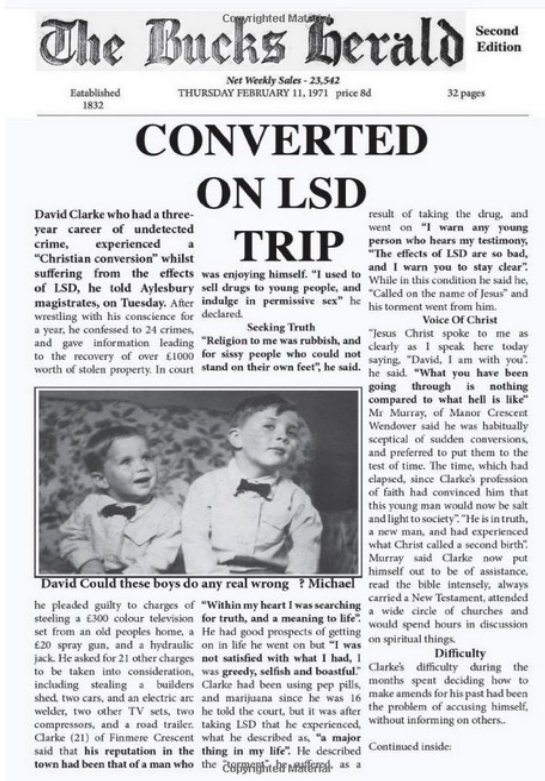 Copyrighted Material
The Bucks Herald
Second
Edition
Net Weekly Sales - 23,542
Eatablished
1832
THURSDAY FEBRUARY 11, 1971 price 8d
32 pages
CONVERTED
ON LSD
TRIP
David Clarke who had a three-
year career of undetected
crime, experienced a
“Christian conversion” whilst
suffering from the effects
of LSD, he told Aylesbury
magistrates, on Tuesday. After
wrestling with his conscience for
a year, he confessed to 24 crimes,
and gave information leading
to the recovery of over £1000
worth of stolen property. In court
he pleaded guilty to charges of
steeling a £300 colour television
set from an old peoples home, a
£20 spray gun, and a hydraulic
jack. He asked for 21 other charges
to be taken into consideration,
including stealing a builders
shed, two cars, and an electric arc
welder, two other TV sets, two
compressors, and a road trailer.
Clarke (21) of Finmere Crescent
said that his reputation in the
town had been that of a man who
was enjoying himself. “I used to
sell drugs to young people, and
indulge in permissive sex” he
declared.
Seeking Truth
“Religion to me was rubbish, and
for sissy people who could not
stand on their own feet”, he said.
David Could these boys do any real wrong ? Michael
“Within my heart I was searching
for truth, and a meaning to life”.
He had good prospects of getting
on in life he went on but “I was
not satisfied with what I had, I
was greedy, selfish and boastful.”
Clarke had been using pep pills,
and marijuana since he was 16
he told the court, but it was after
taking LSD that he experienced,
what he described as, “a major
thing in my life”. He described
the “torment” he suffered, as a
result of taking the drug, and
went on “I warn any young
person who hears my testimony,
“The effects of LSD are so bad,
and I warn you to stay clear”.
While in this condition he said he,
“Called on the name of Jesus” and
his torment went from him.
Voice Of Christ
“Jesus Christ spoke to me as
clearly as I speak here today
saying, “David, I am with you”.
he said. “What you have been
going through is nothing
compared to what hell is like”
Mr Murray, of Manor Crescent
Wendover said he was habitually
sceptical of sudden conversions,
and preferred to put them to the
test of time. The time, which had
elapsed, since Clarke’s profession
of faith had convinced him that
this young man would now be salt
and light to society”. “He is in truth,
a new man, and had experienced
what Christ called a second birth”.
Murray said Clarke now put
himself out to be of assistance,
read the bible intensely, always
carried a New Testament, attended
a wide circle of churches and
would spend hours in discussion
on spiritual things.
Difficulty
Clarke’s difficulty during the
months spent deciding how to
make amends for his past had been
the problem of accusing himself,
without informing on others..
Continued inside:
Copyrighted Material